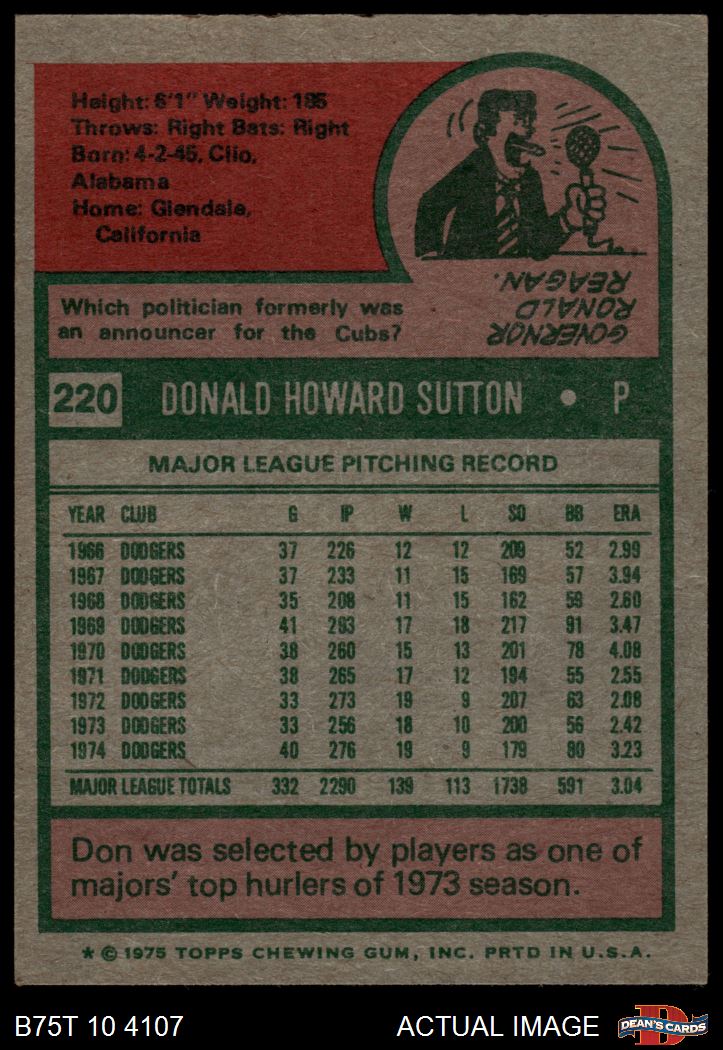 Height: 6'1" Weight: 185
Throws: Right Bats: Right
Born: 4-2-45, Clio,
Alabama
Home: Glendale,
California
Which politician formerly was
an announcer for the Cubs?
GOVERNOR
RONALD
REAGAN.
220 DONALD HOWARD SUTTON • P
MAJOR LEAGUE PITCHING RECORD
YEAR CLUB G IP W L SO BB ERA
1966 DODGERS 37 226 12 12 209 52 2.99
1967 DODGERS 37 233 11 15 169 57 3.94
1968 DODGERS 35 208 11 15 162 59 2.60
1969 DODGERS 41 293 17 18 217 91 3.47
1970 DODGERS 38 260 15 13 201 78 4.08
1971 DODGERS 38 265 17 12 194 55 2.55
1972 DODGERS 33 273 19 9 207 63 2.08
1973 DODGERS 33 256 18 10 200 56 2.42
1974 DODGERS 40 276 19 9 179 80 3.23
MAJOR LEAGUE TOTALS 332 2290 139 113 1738 591 3.04
Don was selected by players as one of
majors' top hurlers of 1973 season.
* © 1975 TOPPS CHEWING GUM, INC. PRTD IN U.S.A.
B75T 10 4107 ACTUAL IMAGE D DEAN'S CARDS